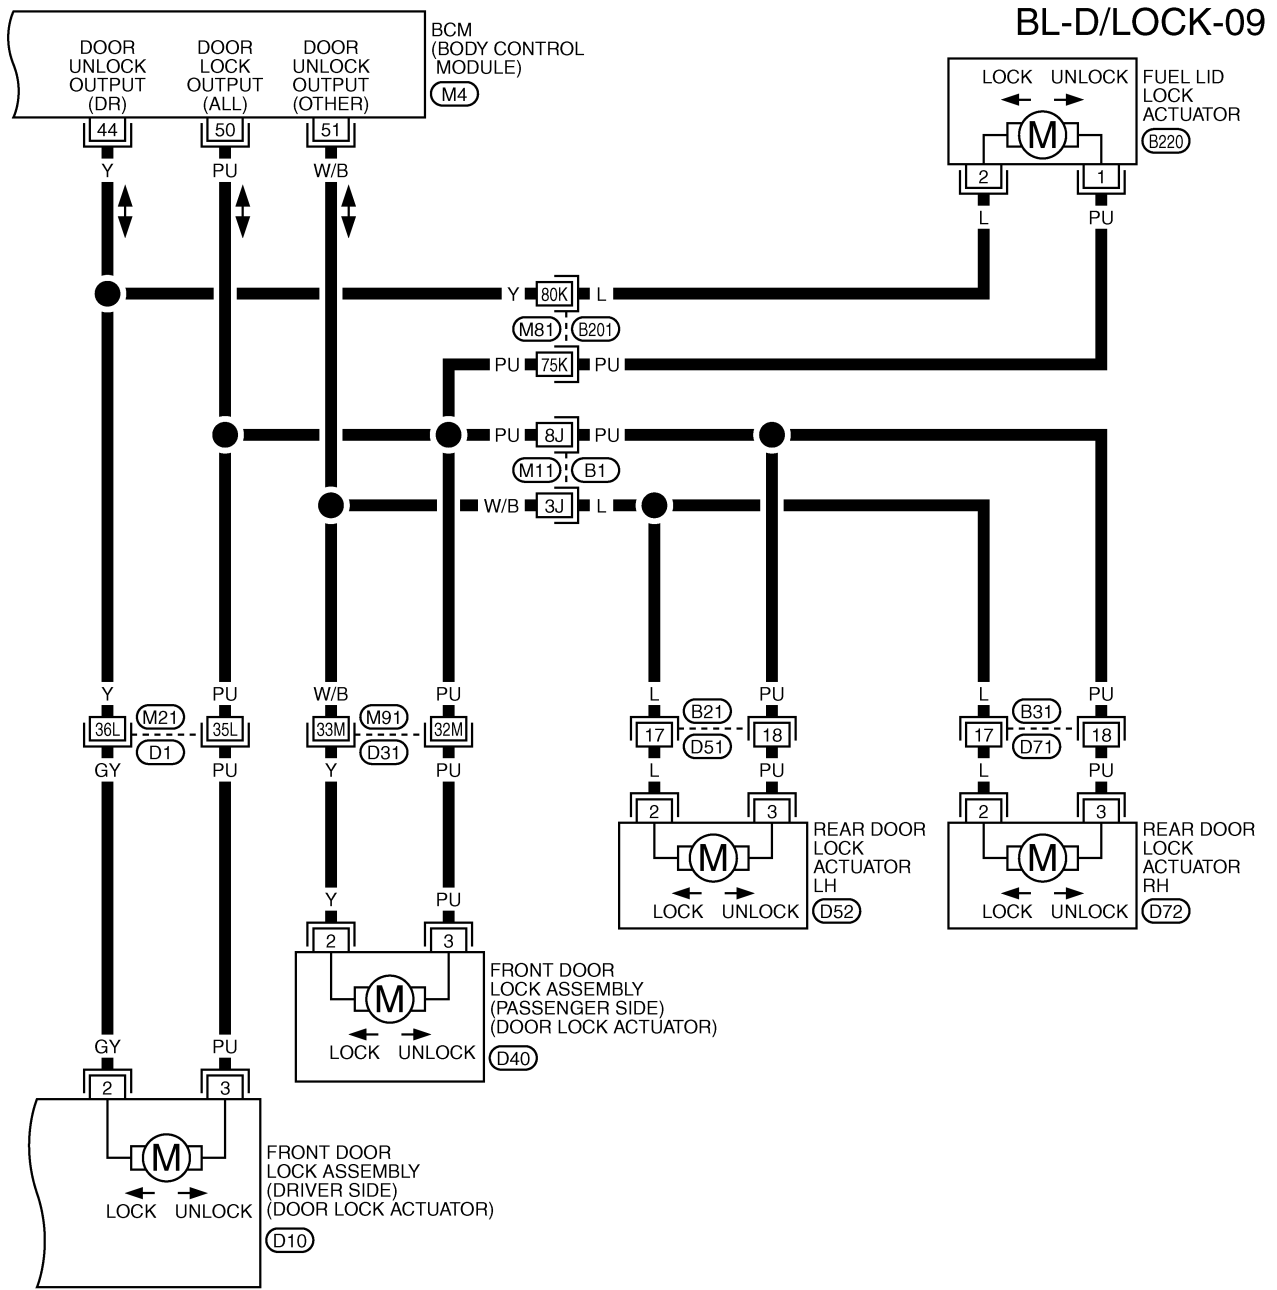 BL-D/LOCK-09
BCM
(BODY CONTROL
MODULE)
M4
DOOR
UNLOCK
OUTPUT
(DR)
DOOR
LOCK
OUTPUT
(ALL)
DOOR
UNLOCK
OUTPUT
(OTHER)
44
50
51
Y
PU
W/B
LOCK UNLOCK
M
FUEL LID
LOCK
ACTUATOR
B220
2
1
L
PU
Y
80K
L
M81
B201
PU
75K
PU
PU
8J
PU
M11
B1
W/B
3J
L
Y
PU
W/B
PU
L
PU
L
PU
36L
M21
35L
33M
M91
32M
17
B21
18
17
B31
18
D1
D31
D51
D71
GY
PU
Y
PU
L
PU
L
PU
2
3
M
LOCK UNLOCK
REAR DOOR
LOCK
ACTUATOR
LH
D52
2
3
M
LOCK UNLOCK
REAR DOOR
LOCK
ACTUATOR
RH
D72
Y
PU
2
3
M
LOCK UNLOCK
FRONT DOOR
LOCK ASSEMBLY
(PASSENGER SIDE)
(DOOR LOCK ACTUATOR)
D40
GY
PU
2
3
M
LOCK UNLOCK
FRONT DOOR
LOCK ASSEMBLY
(DRIVER SIDE)
(DOOR LOCK ACTUATOR)
D10